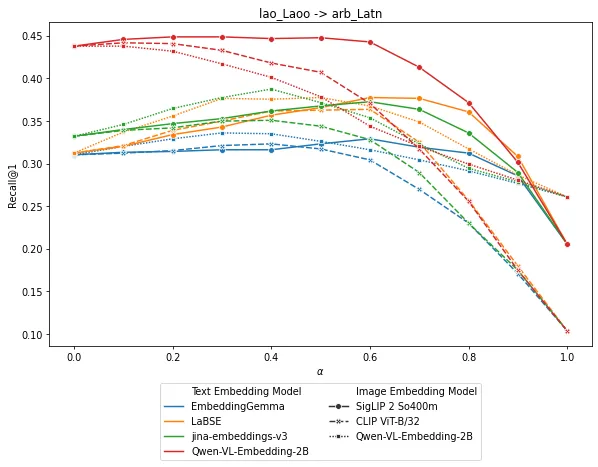 lao_Laoo -> arb_Latn
Recall@1
0.45
0.40
0.35
0.30
0.25
0.20
0.15
0.10
0.0 0.2 0.4 0.6 0.8 1.0
α
Text Embedding Model
EmbeddingGemma
LaBSE
jina-embeddings-v3
Qwen-VL-Embedding-2B
Image Embedding Model
SigLIP 2 So400m
CLIP ViT-B/32
Qwen-VL-Embedding-2B